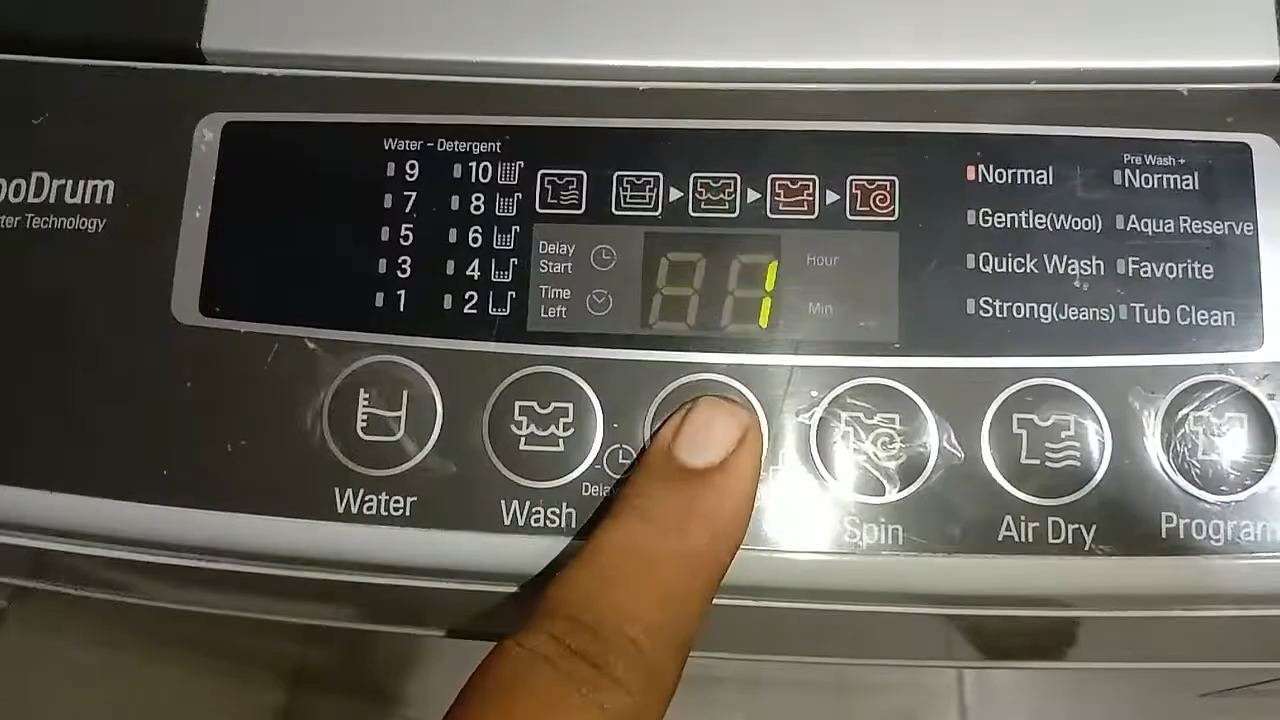 ooDrum
ter Technology
Water - Detergent
9 10
7 8
5 6
3 4
1 2
Delay
Start
Time
Left
1
Hour
Min
Normal
Pre Wash +
Normal
Gentle(Wool)
Aqua Reserve
Quick Wash
Favorite
Strong(Jeans)
Tub Clean
Water
Wash
Dela
Spin
Air Dry
Program